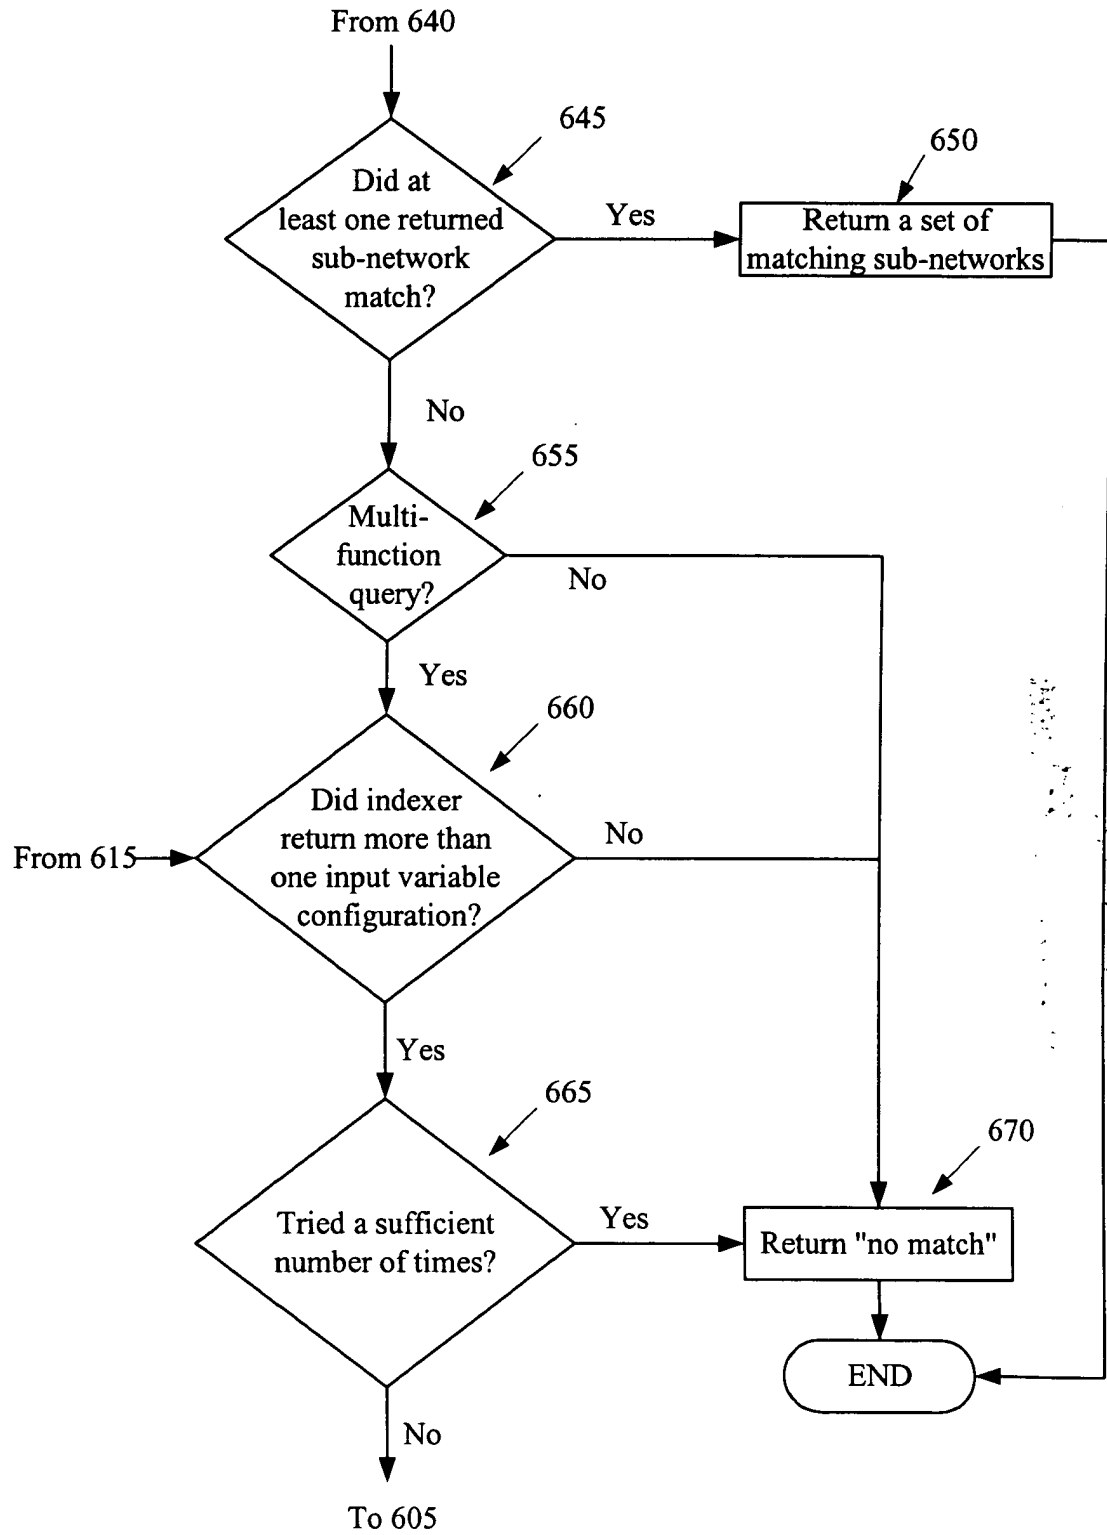 From 640
645
650
Did at
least one returned
sub-network
match?
Yes
Return a set of
matching sub-networks
No
655
Multi-
function
query?
No
Yes
660
Did indexer
return more than
one input variable
configuration?
No
From 615
Yes
665
670
Tried a sufficient
number of times?
Yes
Return "no match"
END
No
To 605